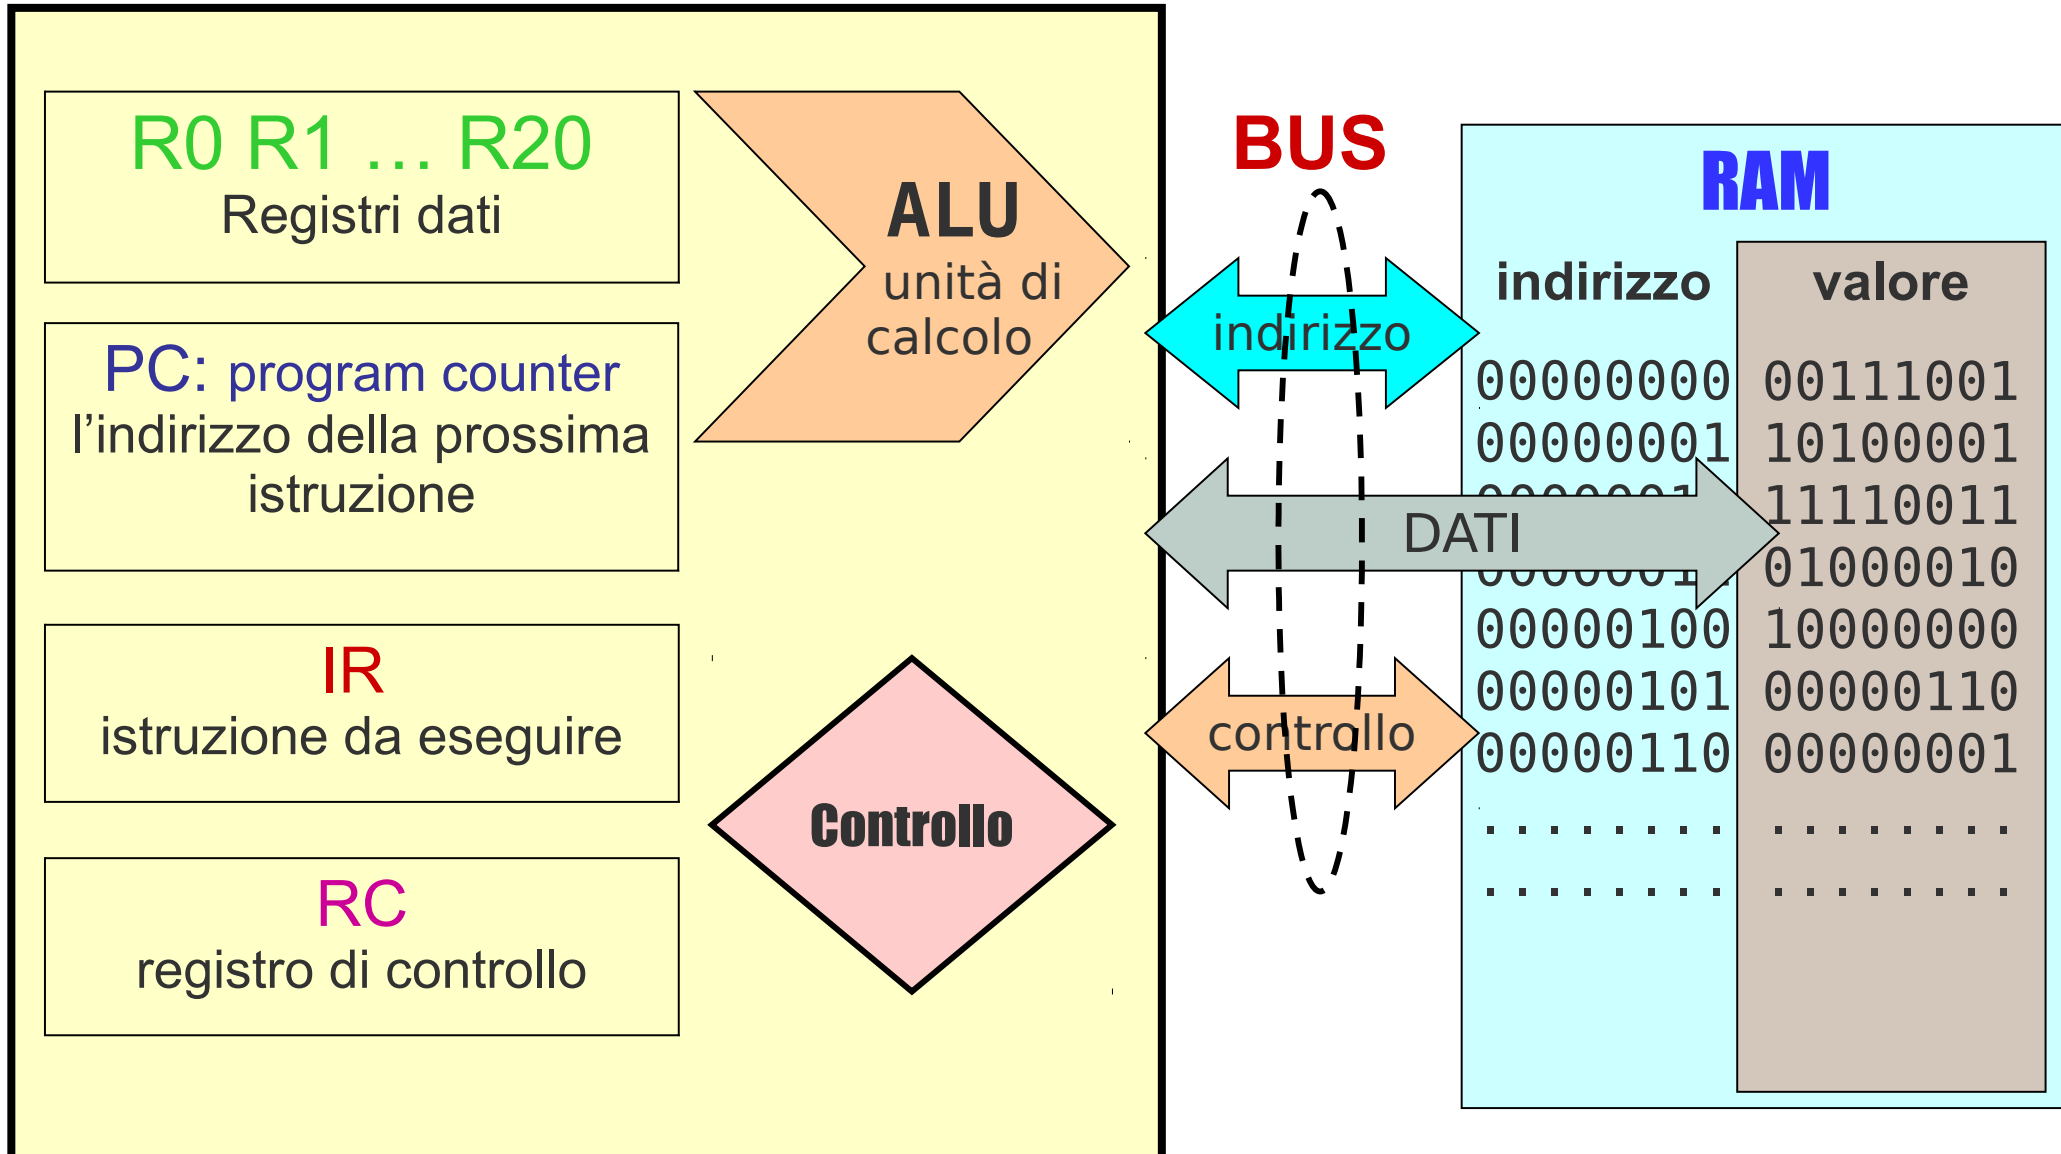 R0 R1 … R20
Registri dati
PC: program counter
l’indirizzo della prossima
istruzione
IR
istruzione da eseguire
RC
registro di controllo
ALU
unità di
calcolo
Controllo
BUS
indirizzo
DATI
controllo
RAM
indirizzo valore
00000000 00111001
00000001 10100001
11110011
01000010
00000100 10000000
00000101 00000110
00000110 00000001
........ ........
........ ........